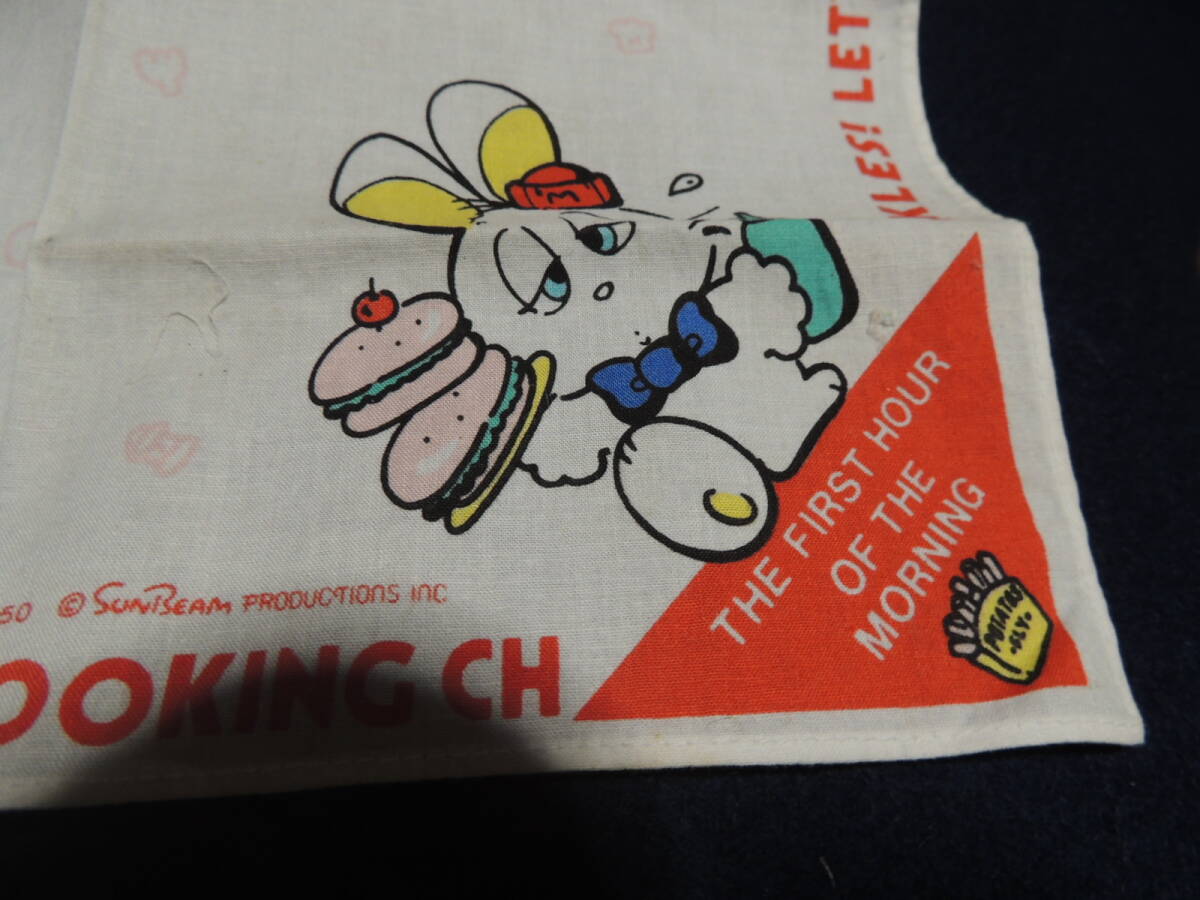 KLES! LET
'M
THE FIRST HOUR
OF THE
MORNING
POTATOS
50 © SUNBEAM PRODUCTIONS INC
OOKING CH